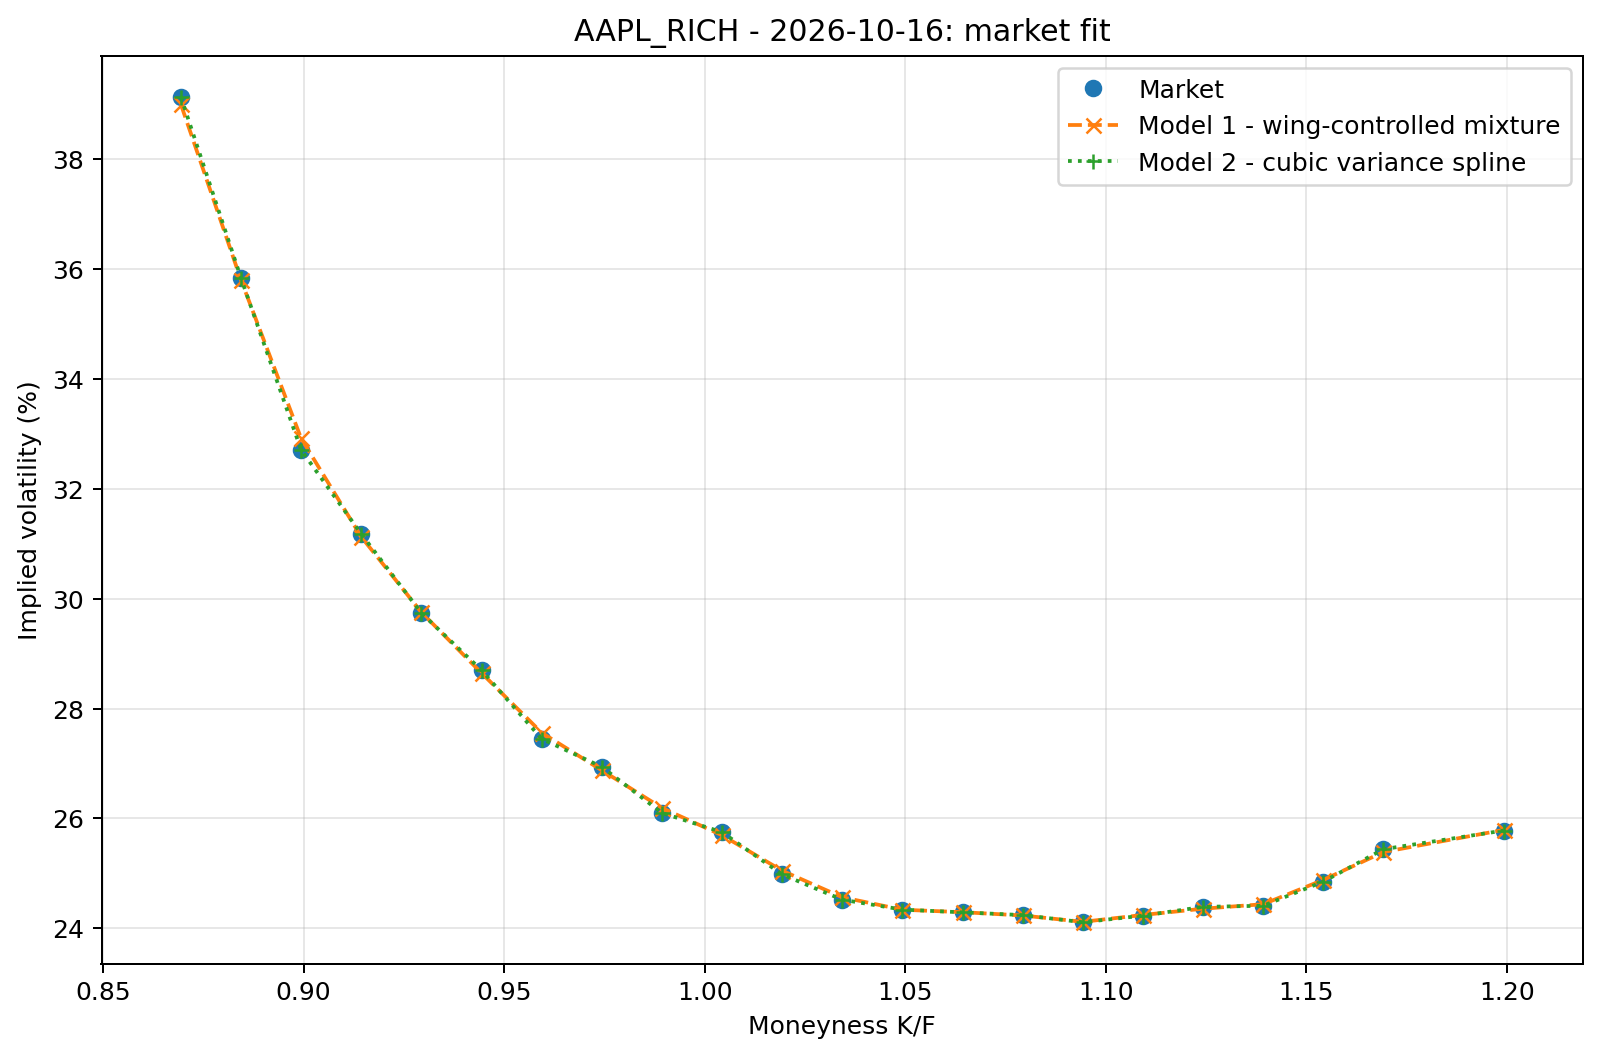 AAPL_RICH - 2026-10-16: market fit
Market
Model 1 - wing-controlled mixture
Model 2 - cubic variance spline
Implied volatility (%)
38
36
34
32
30
28
26
24
0.85 0.90 0.95 1.00 1.05 1.10 1.15 1.20
Moneyness K/F